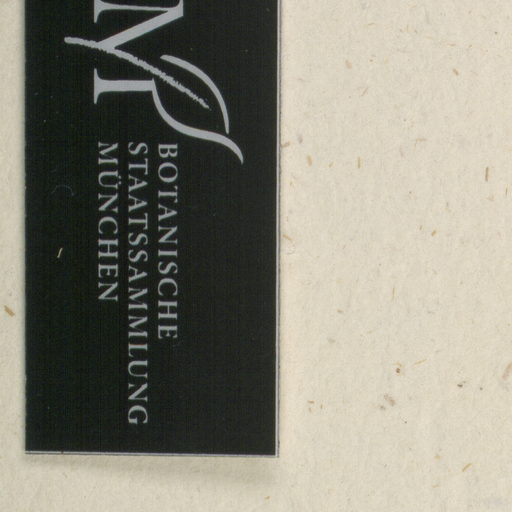 M
BOTANISCHE
STAATSSAMMLUNG
MÜNCHEN